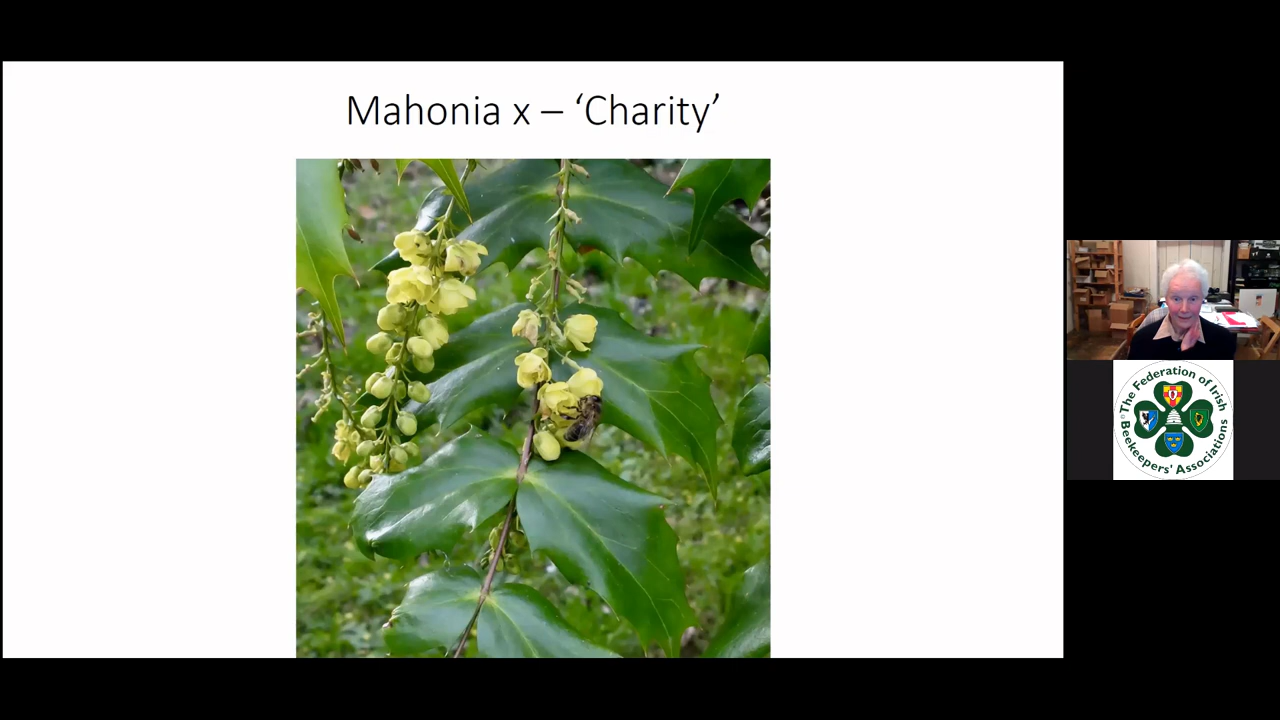 Mahonia x – ‘Charity’
The Federation of Irish
Beekeepers' Associations